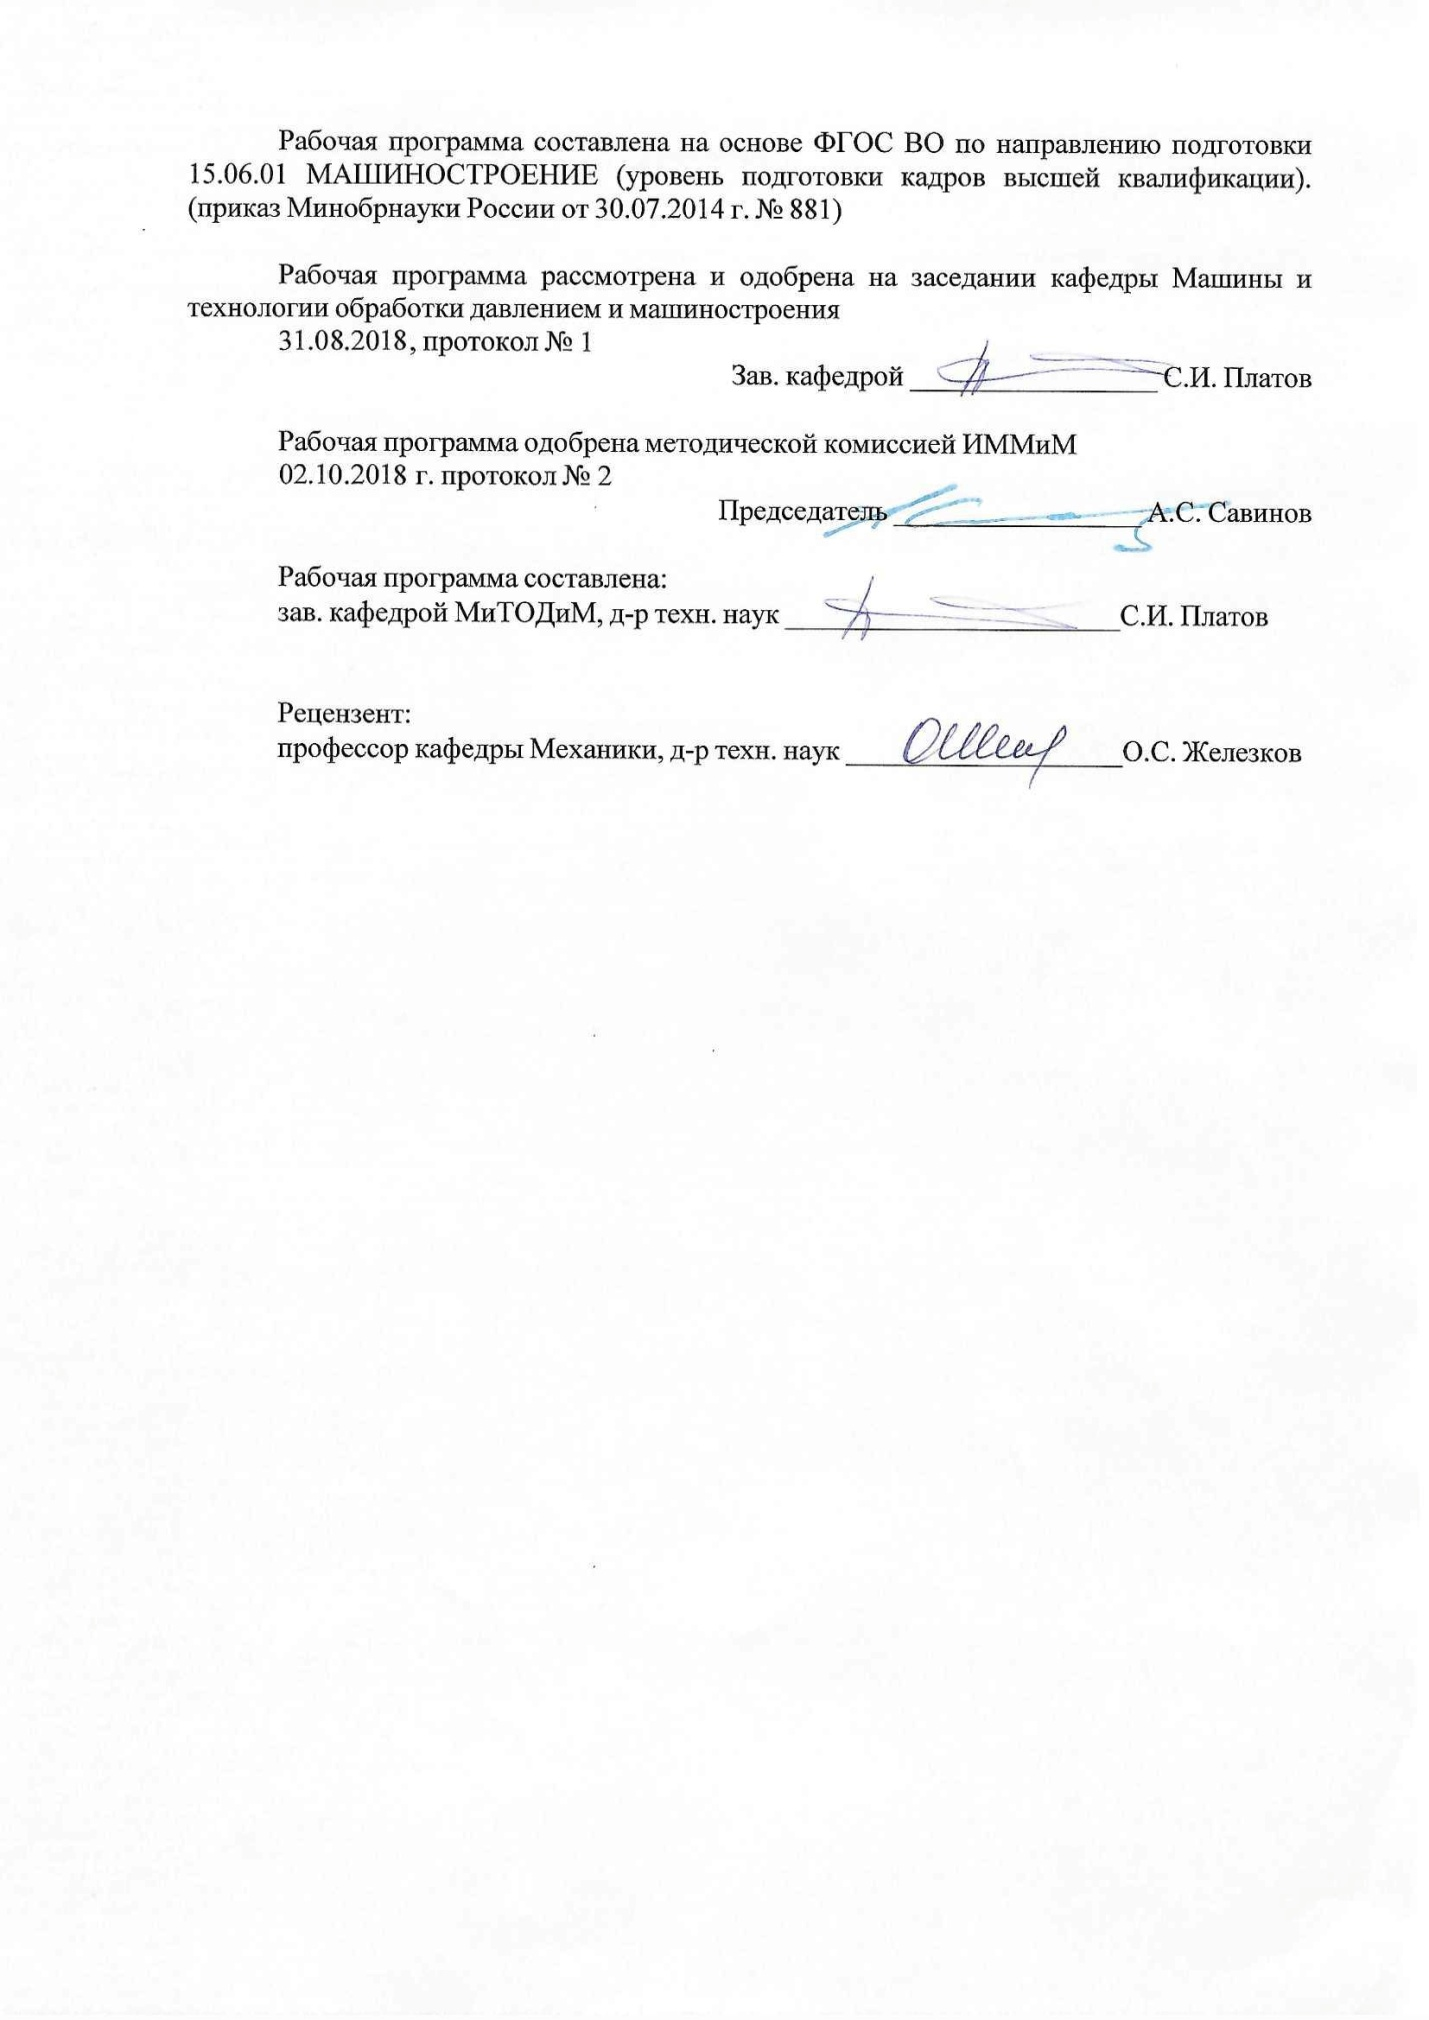 Рабочая программа составлена на основе ФГОС ВО по направлению подготовки
15.06.01 МАШИНОСТРОЕНИЕ (уровень подготовки кадров высшей квалификации).
(приказ Минобрнауки России от 30.07.2014 г. № 881)
Рабочая программа рассмотрена и одобрена на заседании кафедры Машины и
технологии обработки давлением и машиностроения
31.08.2018, протокол № 1
Зав. кафедрой С.И. Платов
Рабочая программа одобрена методической комиссией ИММиМ
02.10.2018 г. протокол № 2
Председатель А.С. Савинов
Рабочая программа составлена:
зав. кафедрой МиТОДиМ, д-р техн. наук С.И. Платов
Рецензент:
профессор кафедры Механики, д-р техн. наук О.С. Железков